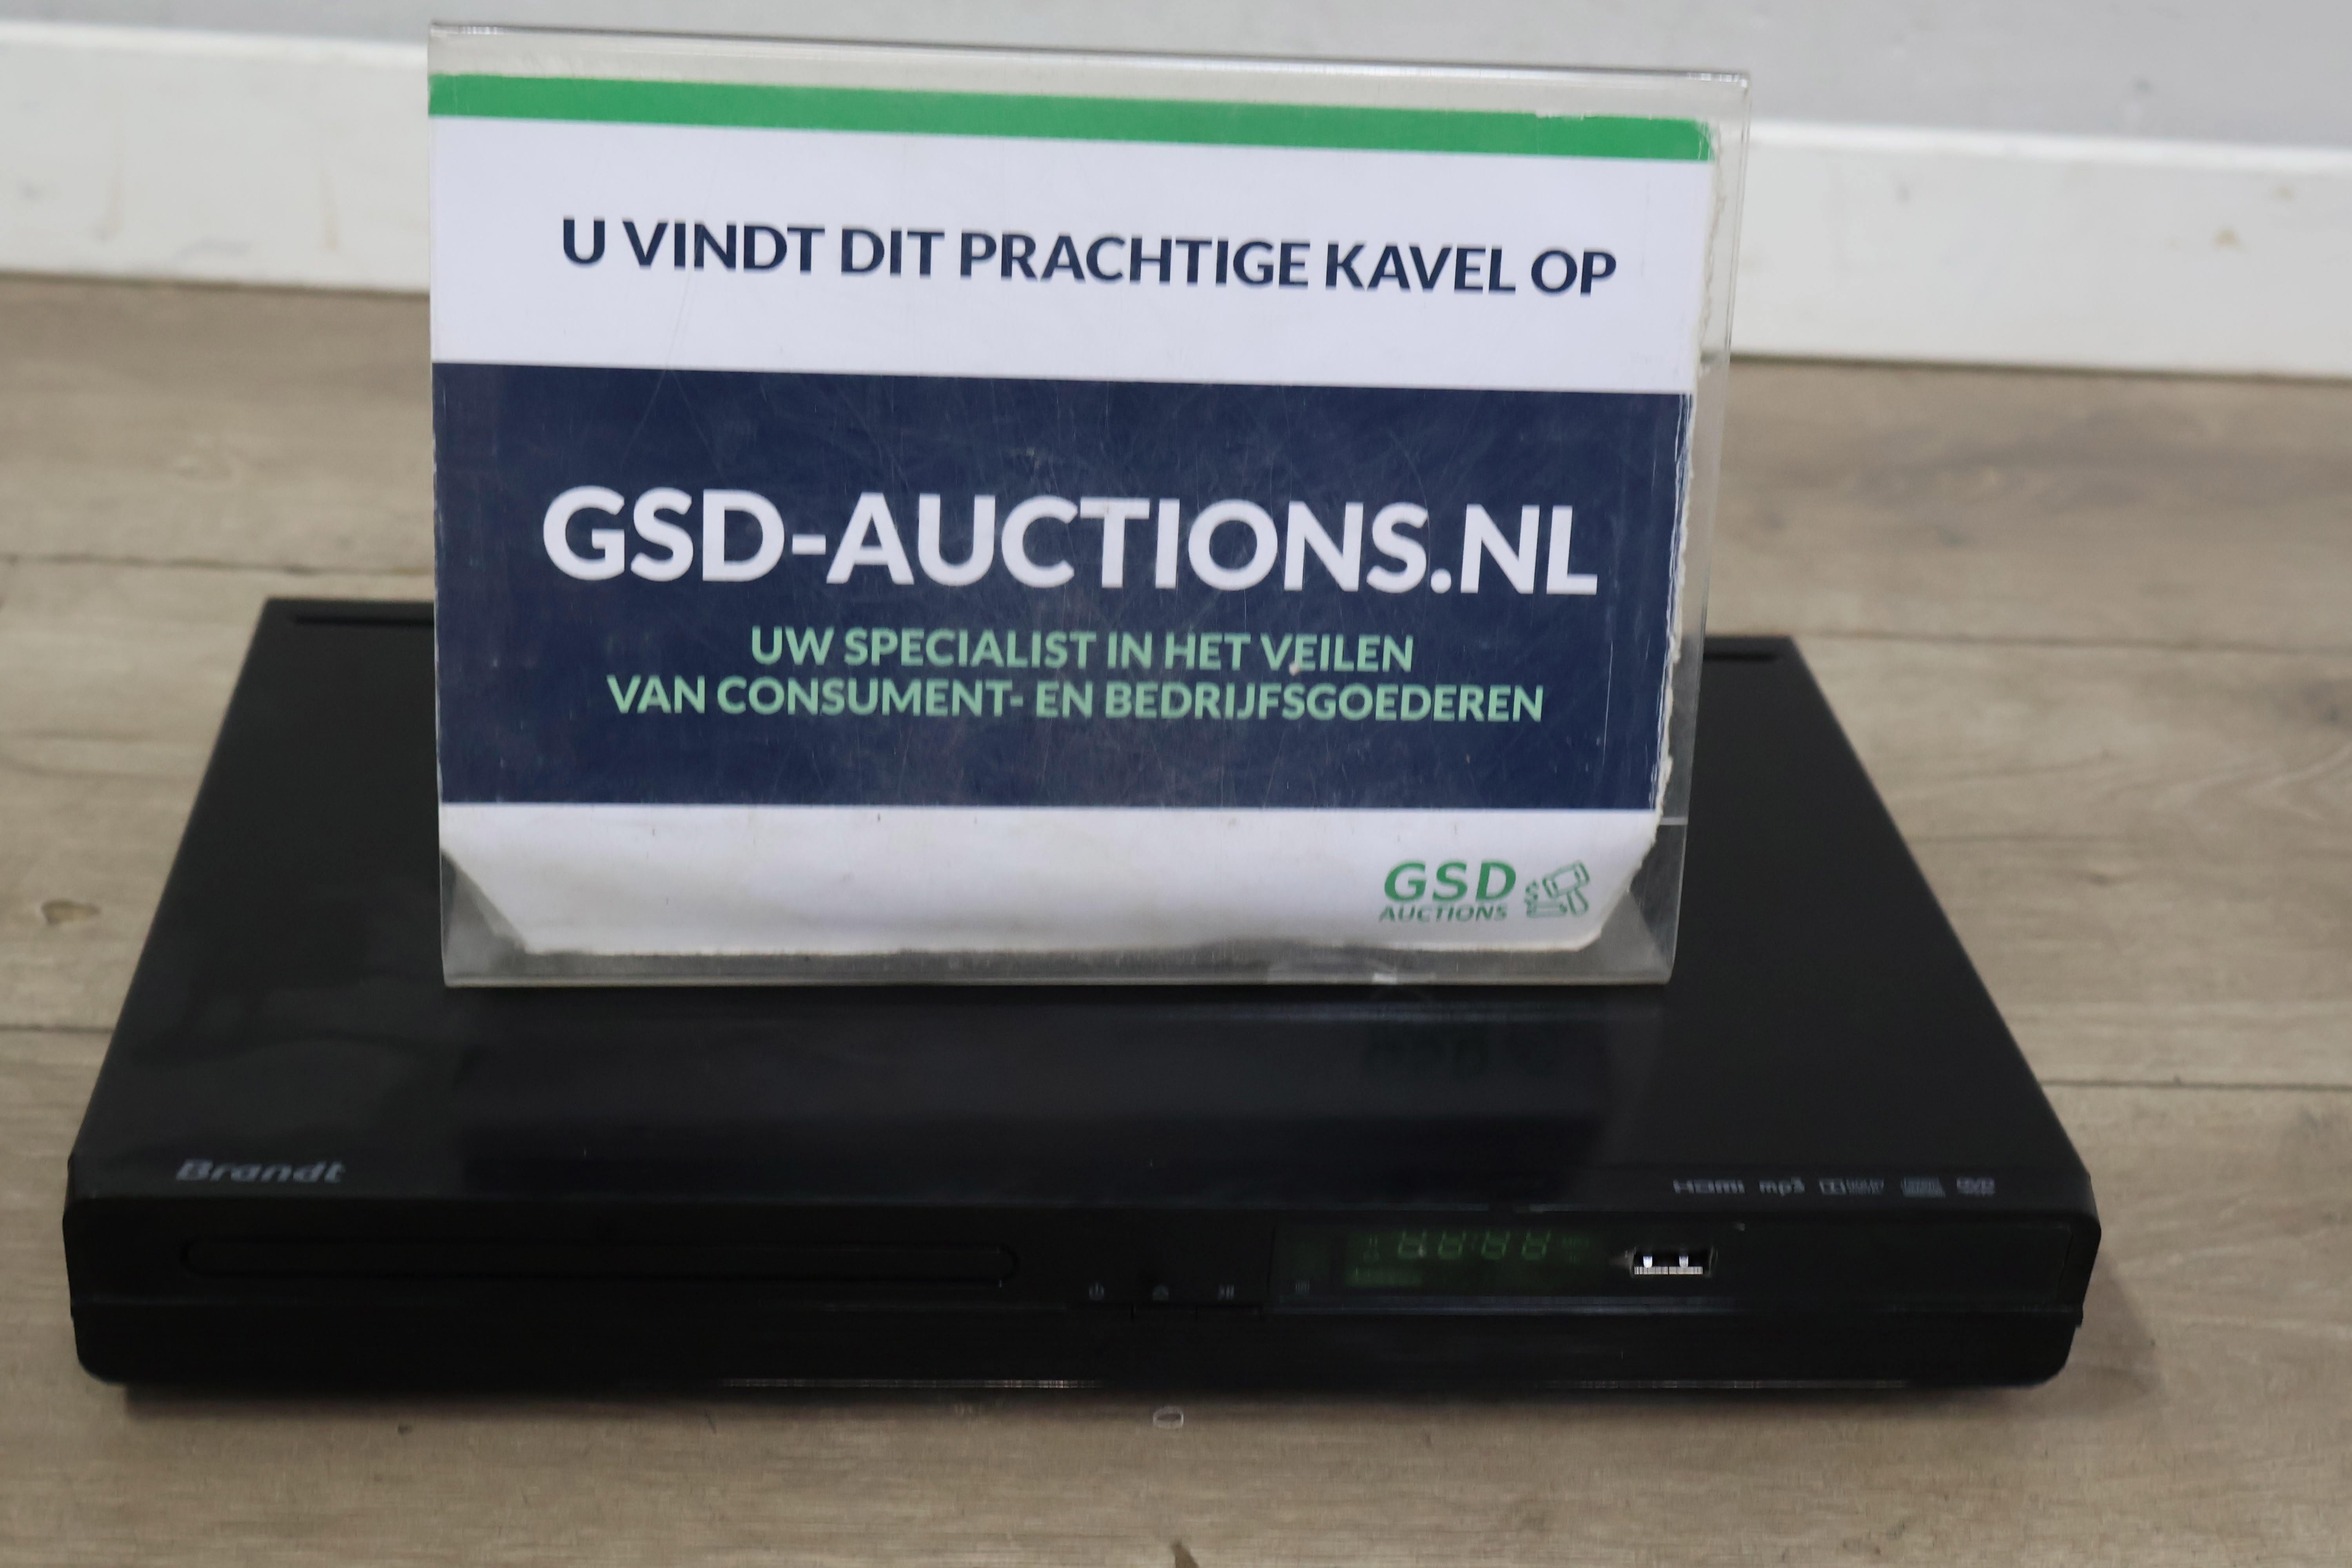 U VINDT DIT PRACHTIGE KAVEL OP
GSD-AUCTIONS.NL
UW SPECIALIST IN HET VEILEN
VAN CONSUMENT- EN BEDRIJFSGOEDEREN
GSD
AUCTIONS
Brandt
HDMI mp3